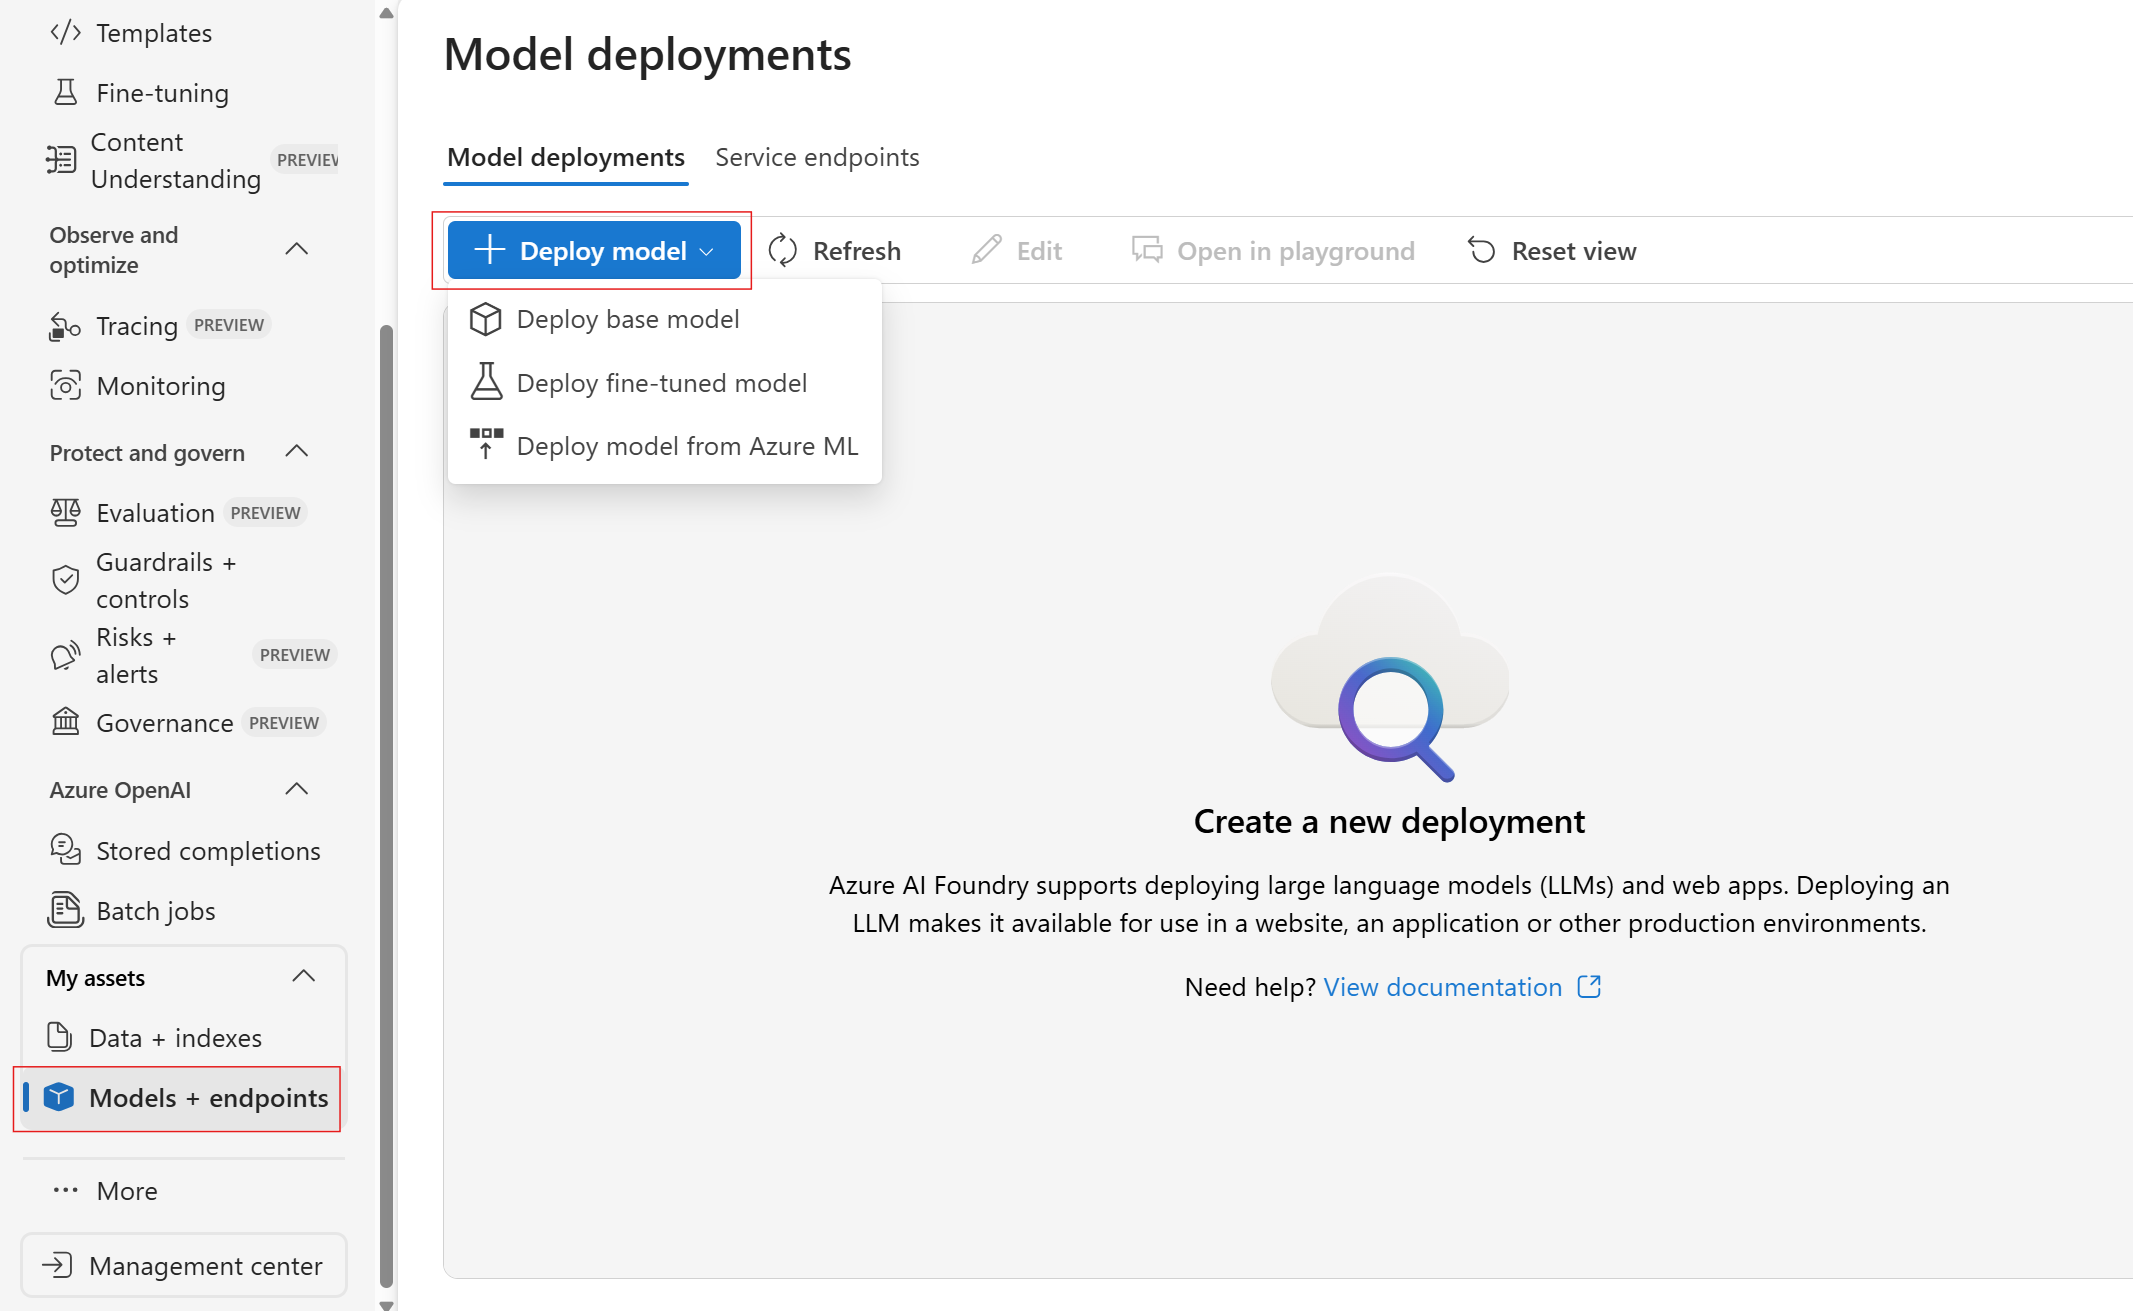 Templates
Fine-tuning
Content
Understanding
PREVIEW
Observe and
optimize
Tracing PREVIEW
Monitoring
Protect and govern
Evaluation PREVIEW
Guardrails +
controls
Risks +
alerts
PREVIEW
Governance PREVIEW
Azure OpenAI
Stored completions
Batch jobs
My assets
Data + indexes
Models + endpoints
More
Management center
Model deployments
Model deployments Service endpoints
Deploy model Refresh Edit Open in playground Reset view
Deploy base model
Deploy fine-tuned model
Deploy model from Azure ML
Create a new deployment
Azure AI Foundry supports deploying large language models (LLMs) and web apps. Deploying an
LLM makes it available for use in a website, an application or other production environments.
Need help? View documentation